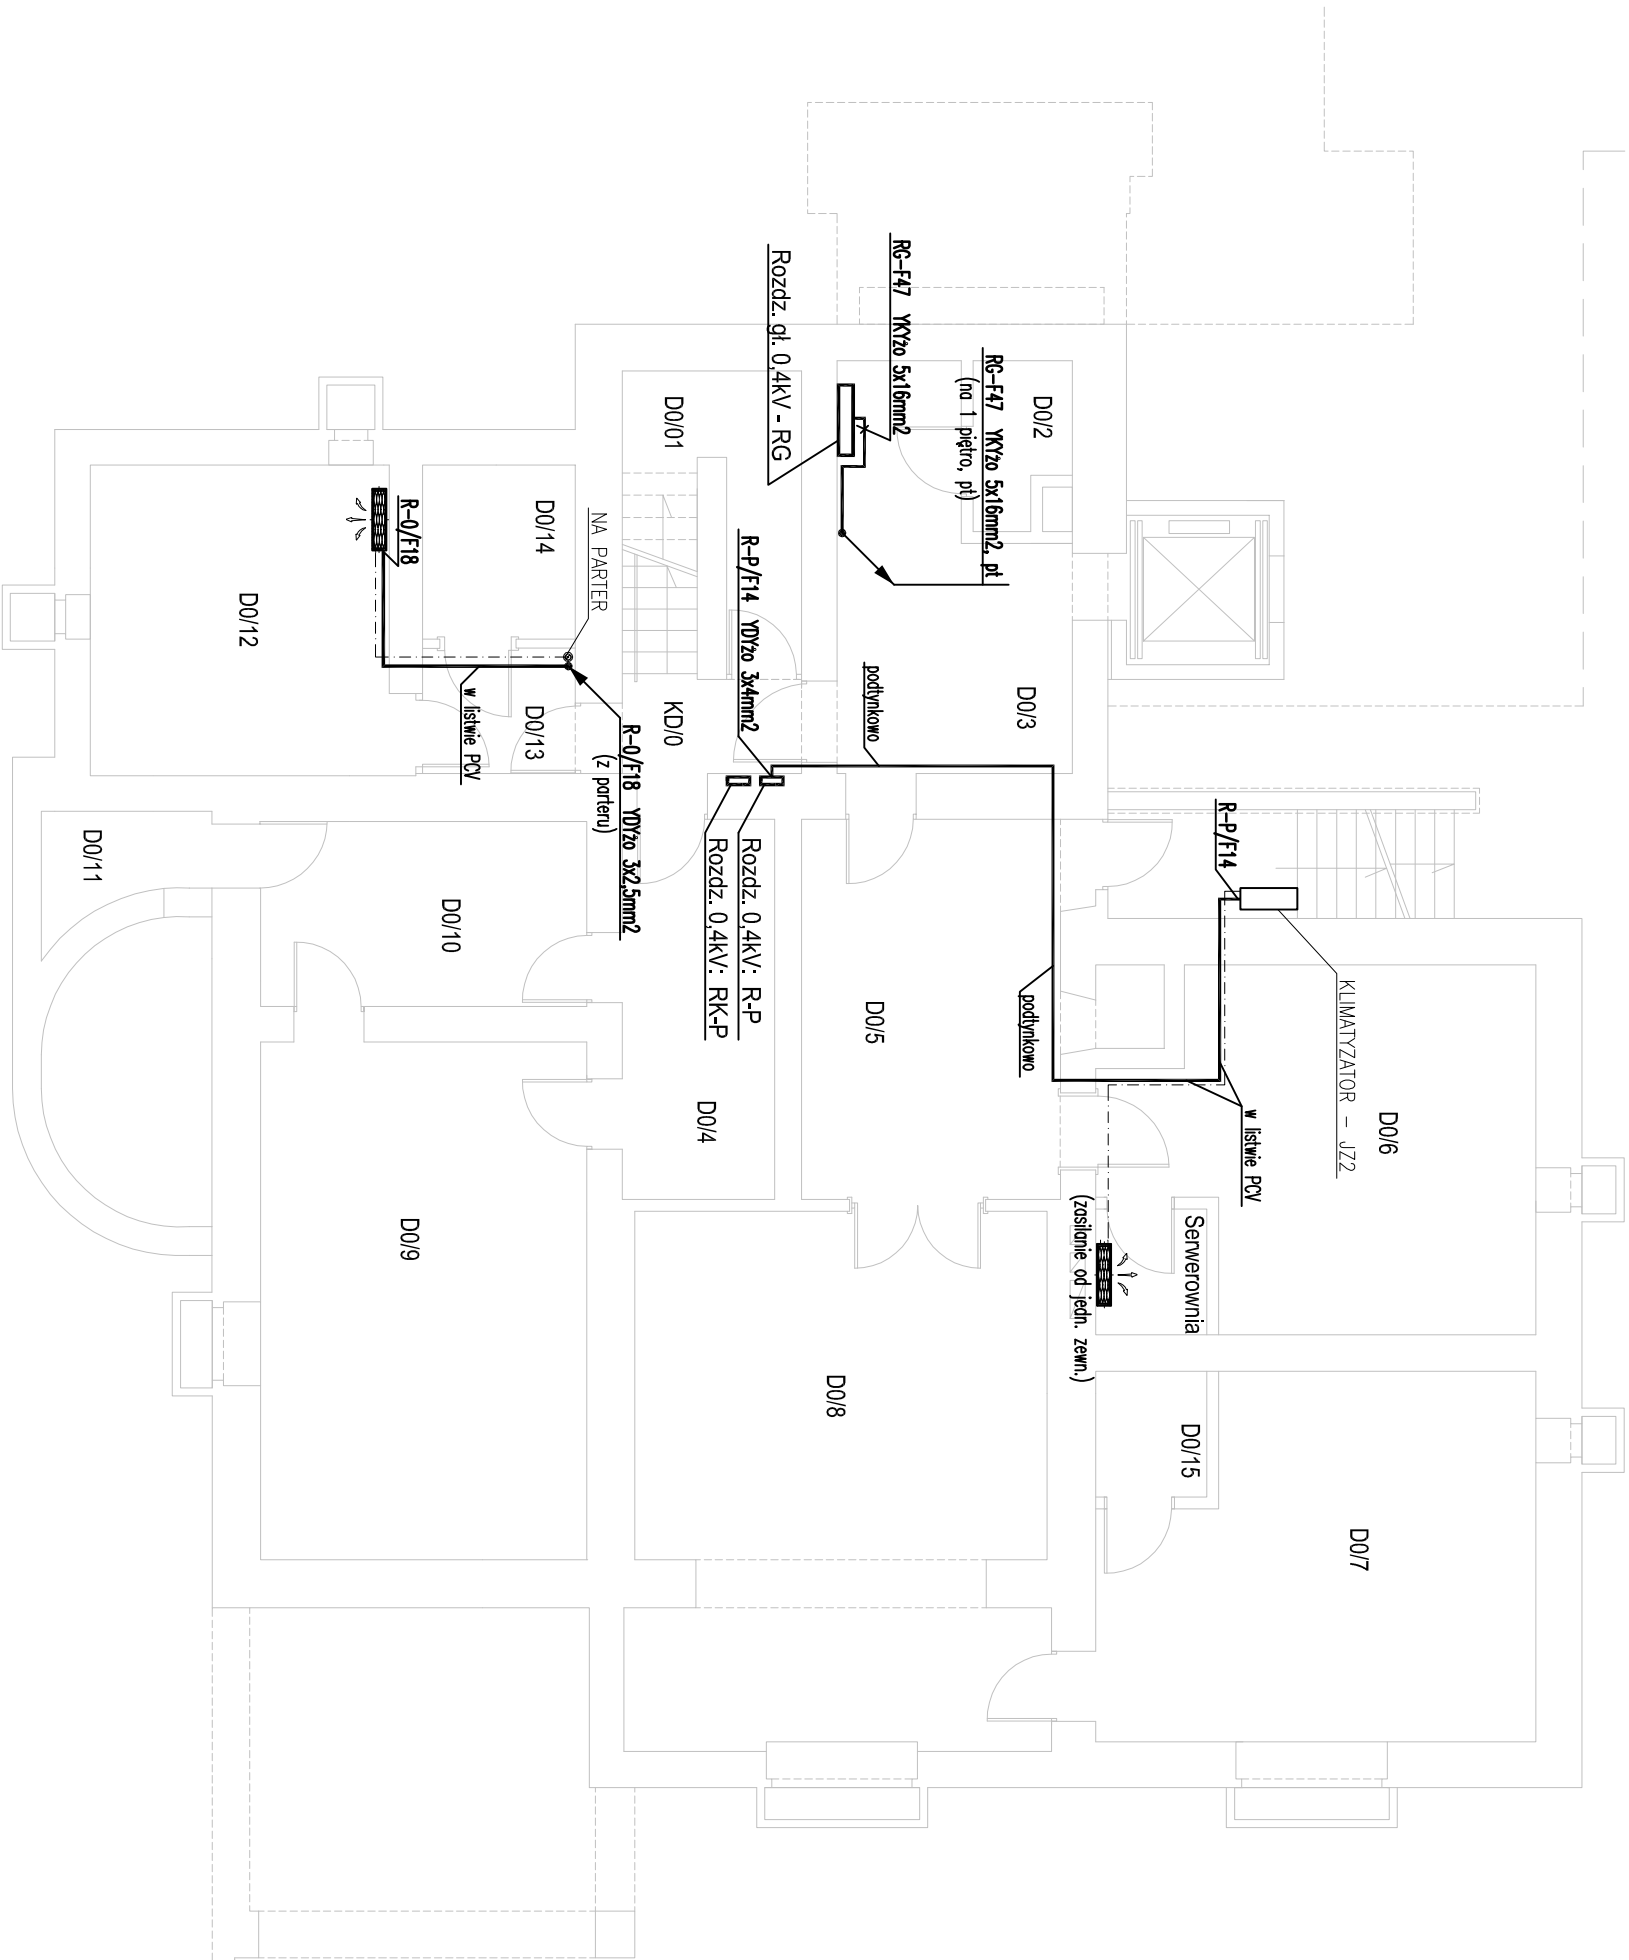 RG-F47 YKYżo 5x16mm2
Rozdz. gł. 0,4kV - RG
RG-F47 YKYżo 5x16mm2, pt
(na 1 piętro, pt)
D0/2
D0/01
R-0/F18
D0/14
NA PARTER
D0/12
R-P/F14 YDYżo 3x4mm2
podtynkowo
D0/3
KD/0
D0/13
w listwie PCV
R-0/F18 YDYżo 3x2,5mm2
(z parteru)
R-P/F14
Rozdz. 0,4kV: R-P
Rozdz. 0,4kV: RK-P
D0/11
D0/10
D0/5
podtynkowo
KLIMATYZATOR - JZ2
D0/6
w listwie PCV
D0/4
D0/9
Serwerownia
(zasilanie od jedn. zewn.)
D0/8
D0/15
D0/7